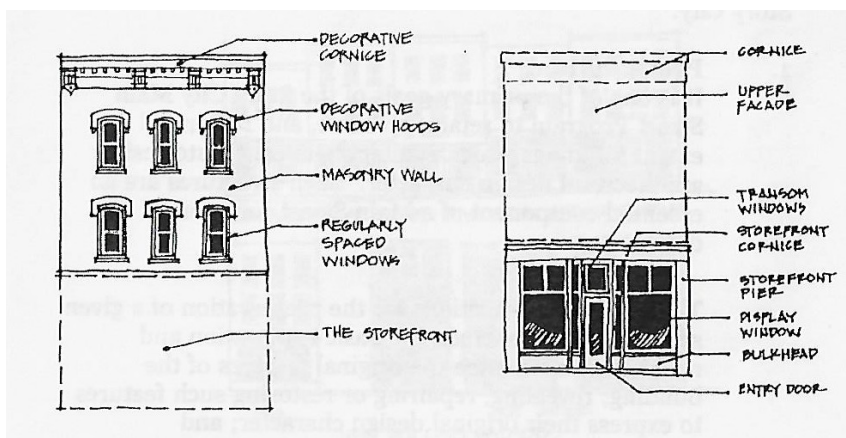 DECORATIVE
CORNICE
DECORATIVE
WINDOW HOODS
MASONRY WALL
REGULARLY
SPACED
WINDOWS
THE STOREFRONT
CORNICE
UPPER
FACADE
TRANSOM
WINDOWS
STOREFRONT
CORNICE
STOREFRONT
PIER
DISPLAY
WINDOW
BULKHEAD
ENTRY DOOR